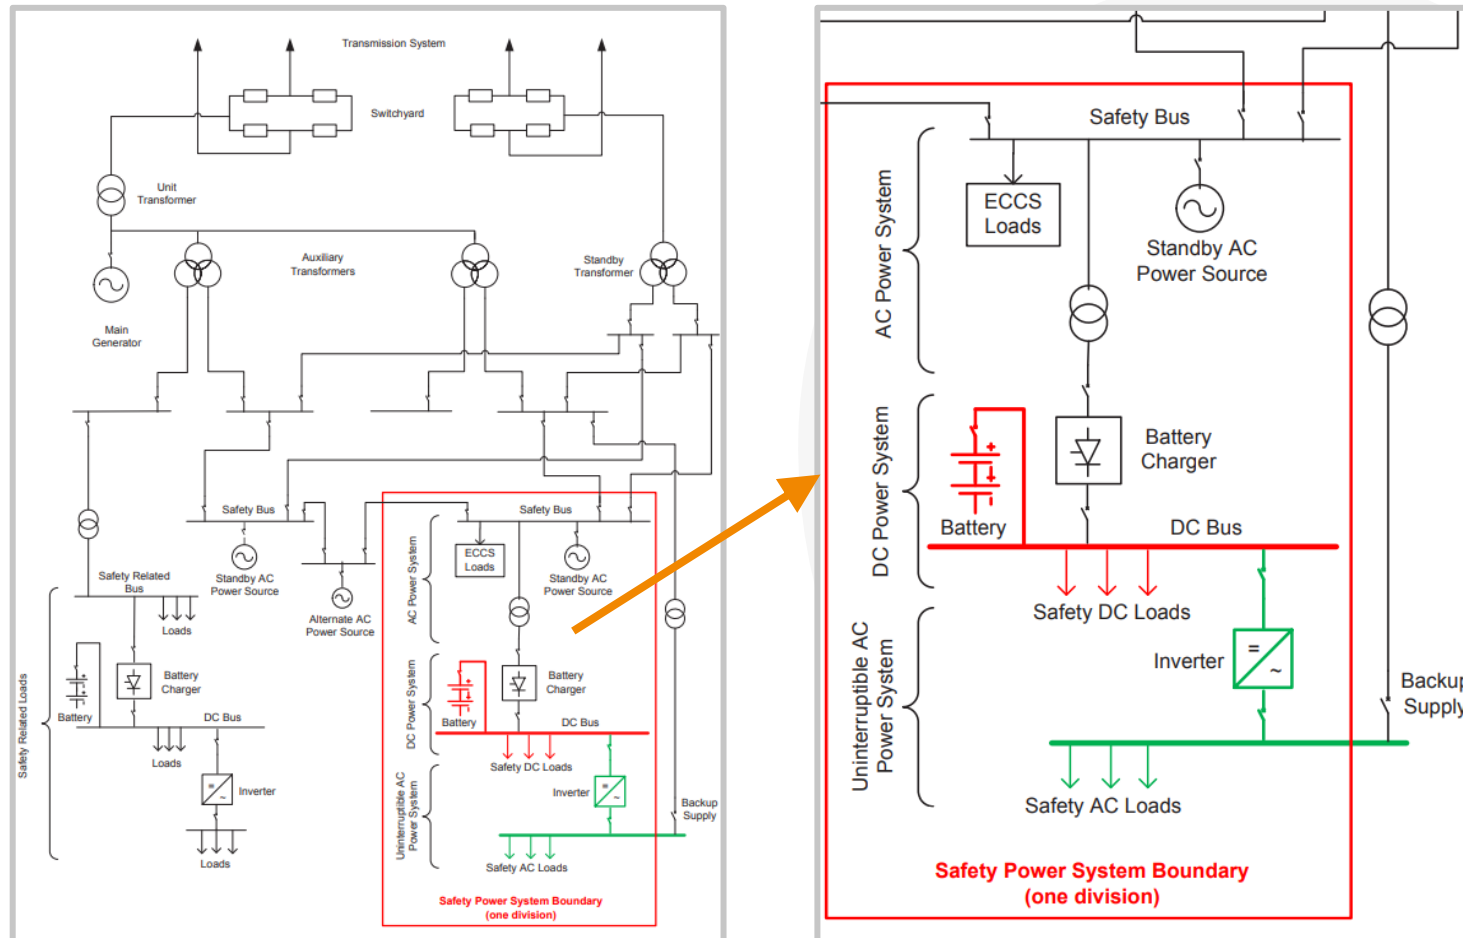 Transmission System
Switchyard
Unit
Transformer
Auxiliary
Transformers
Standby
Transformer
Main
Generator
Safety Bus
Safety Bus
Standby AC
Power Source
Alternate AC
Power Source
ECCS
Loads
Standby AC
Power Source
AC Power System
Safety Related
Bus
Loads
Battery
Charger
Battery
DC Bus
Loads
Inverter
Loads
Safety Related Loads
Battery
Charger
Battery
DC Bus
DC Power System
Safety DC Loads
Inverter
Uninterruptible AC
Power System
Backup
Supply
Safety AC Loads
Safety Power System Boundary
(one division)
Safety Bus
AC Power System
ECCS
Loads
Standby AC
Power Source
DC Power System
Battery
Charger
Battery
DC Bus
Safety DC Loads
Uninterruptible AC
Power System
Inverter
Backup
Supply
Safety AC Loads
Safety Power System Boundary
(one division)